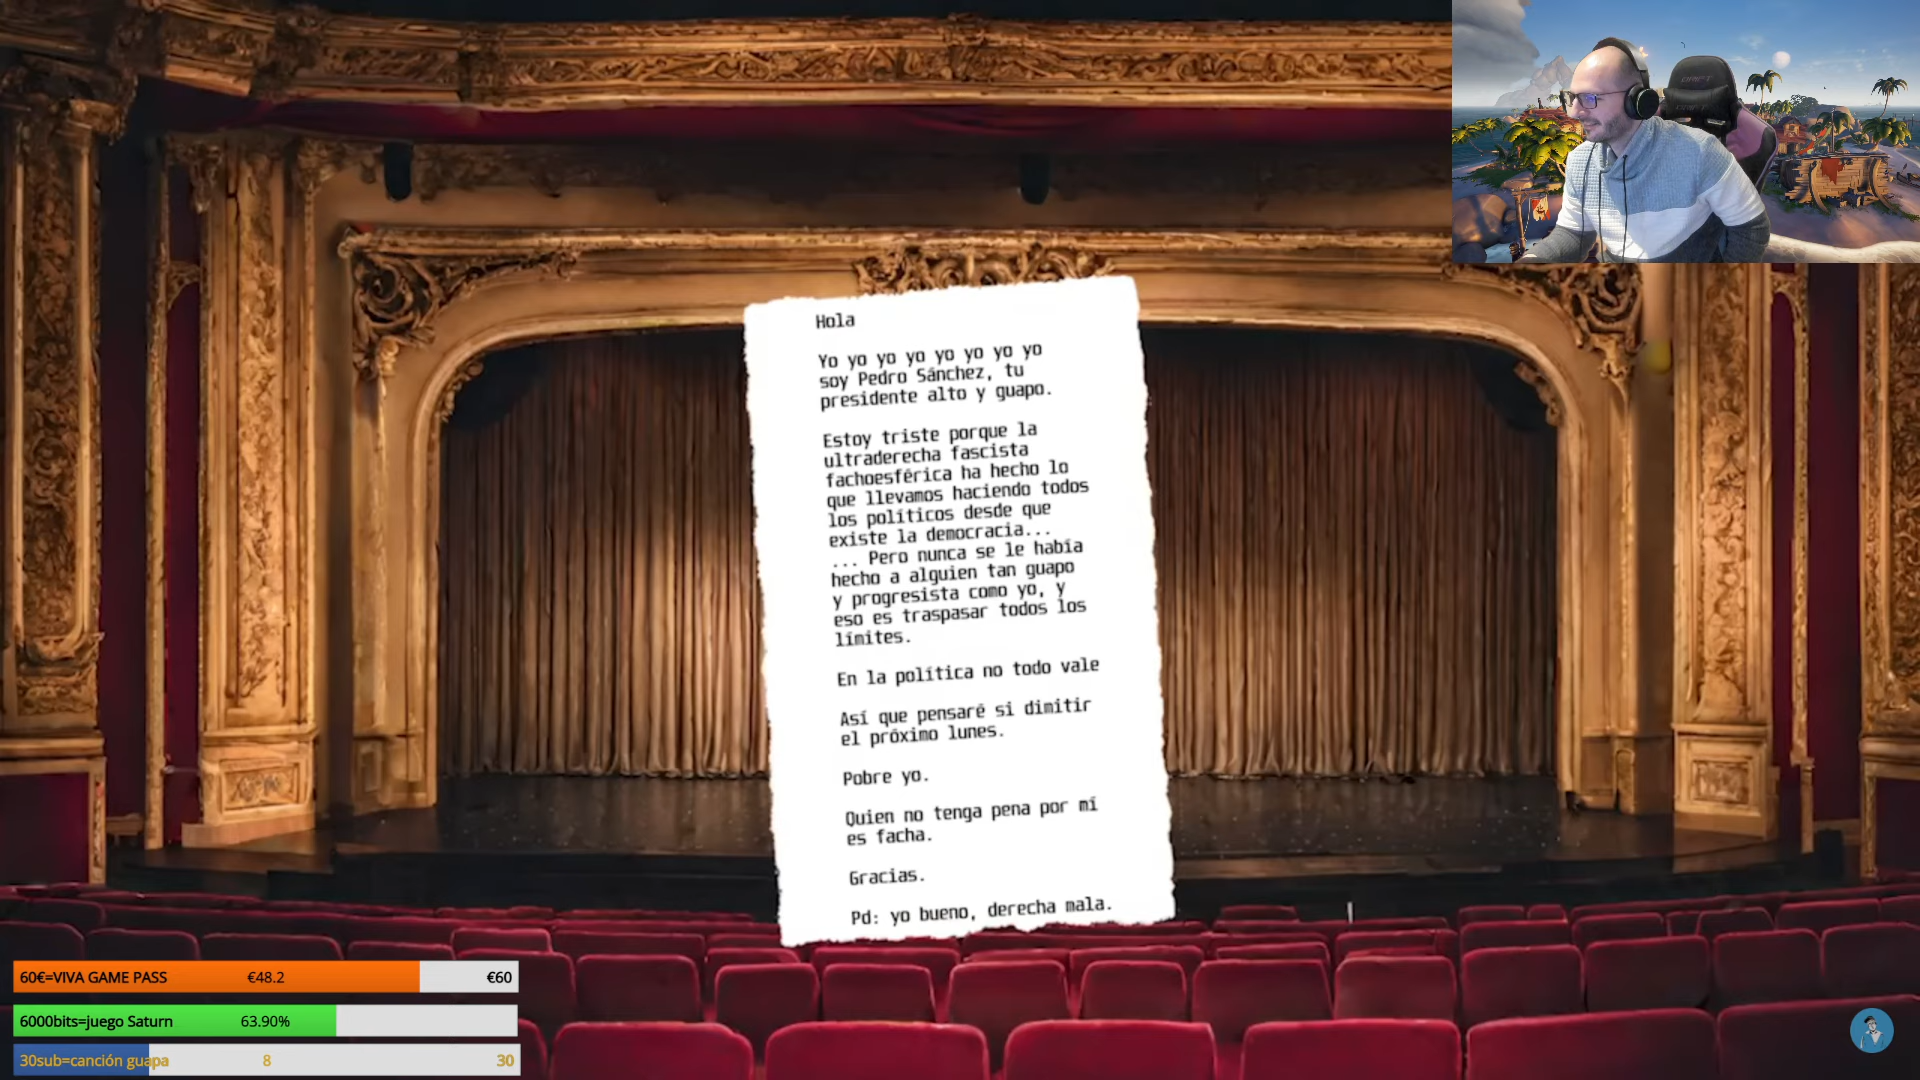 Hola
Yo yo yo yo yo yo yo yo
soy Pedro Sánchez, tu
presidente alto y guapo.
Estoy triste porque la
ultraderecha fascista
fachoesférica ha hecho lo
que llevamos haciendo todos
los políticos desde que
existe la democracia...
... Pero nunca se le había
hecho a alguien tan guapo
y progresista como yo, y
eso es traspasar todos los
límites.
En la política no todo vale
Así que pensaré si dimitir
el próximo lunes.
Pobre yo.
Quien no tenga pena por mí
es facha.
Gracias.
Pd: yo bueno, derecha mala.
60€=VIVA GAME PASS €48.2 €60
6000bits=juego Saturn 63.90%
30sub=canción guapa 8 30